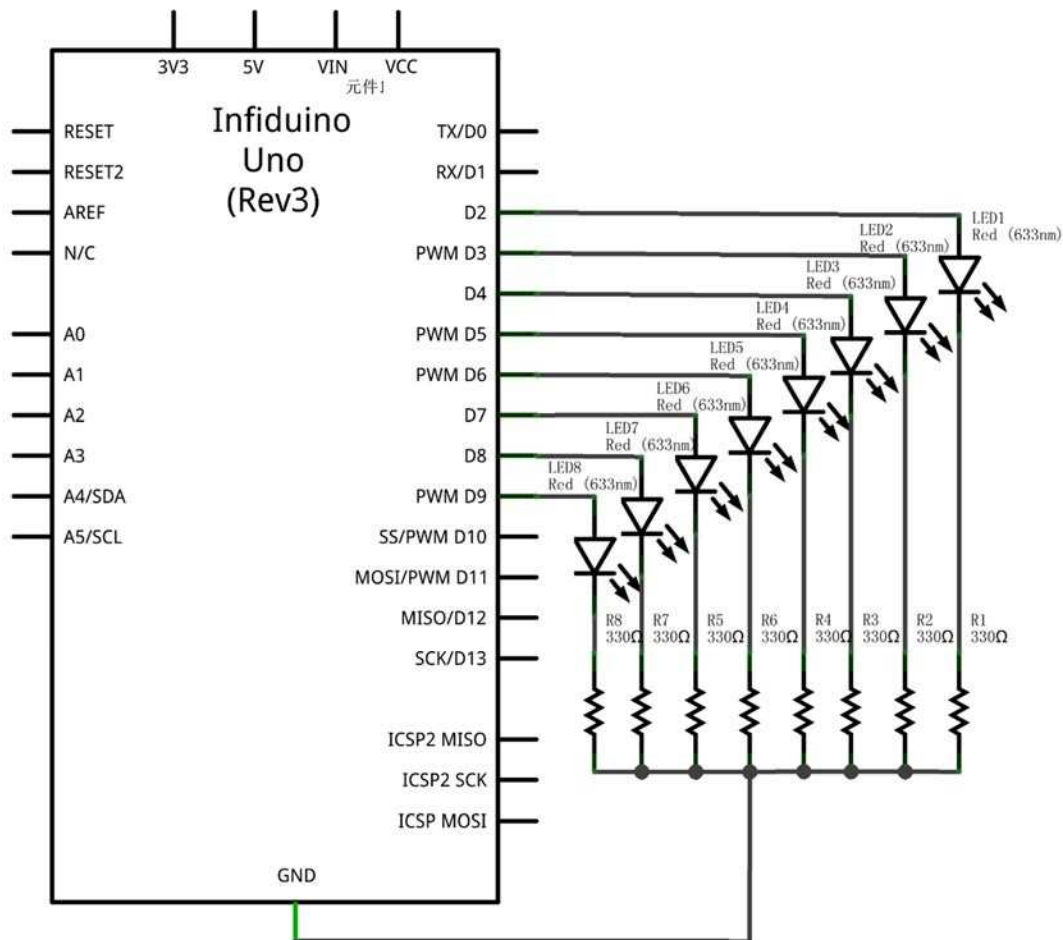 3V3
5V
VIN
VCC
元件1
Infiduino
Uno
(Rev3)
RESET
RESET2
AREF
N/C
A0
A1
A2
A3
A4/SDA
A5/SCL
TX/D0
RX/D1
D2
PWM D3
D4
PWM D5
PWM D6
D7
D8
PWM D9
SS/PWM D10
MOSI/PWM D11
MISO/D12
SCK/D13
ICSP2 MISO
ICSP2 SCK
ICSP MOSI
GND
LED1
Red (633nm)
LED2
Red (633nm)
LED3
Red (633nm)
LED4
Red (633nm)
LED5
Red (633nm)
LED6
Red (633nm)
LED7
Red (633nm)
LED8
Red (633nm)
R8
330Ω
R7
330Ω
R5
330Ω
R6
330Ω
R4
330Ω
R3
330Ω
R2
330Ω
R1
330Ω